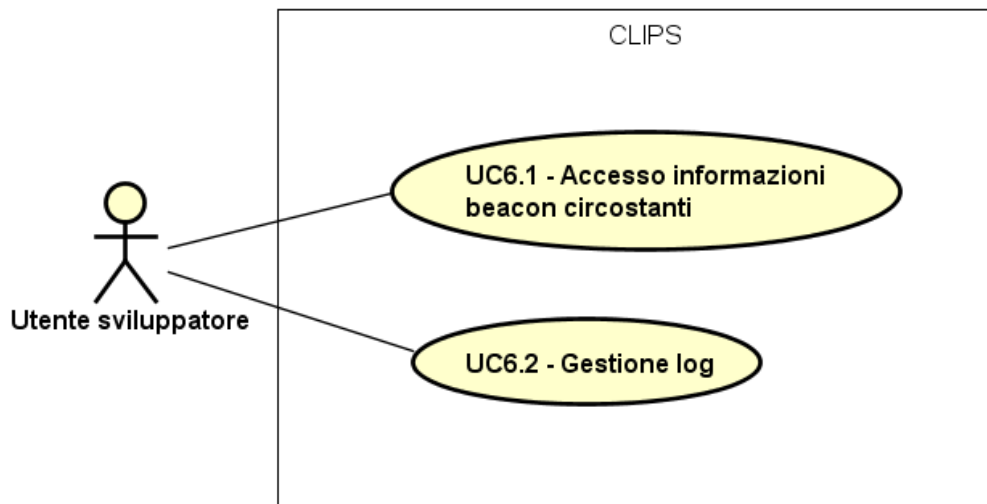 CLIPS
UC6.1 - Accesso informazioni
beacon circostanti
Utente sviluppatore
UC6.2 - Gestione log